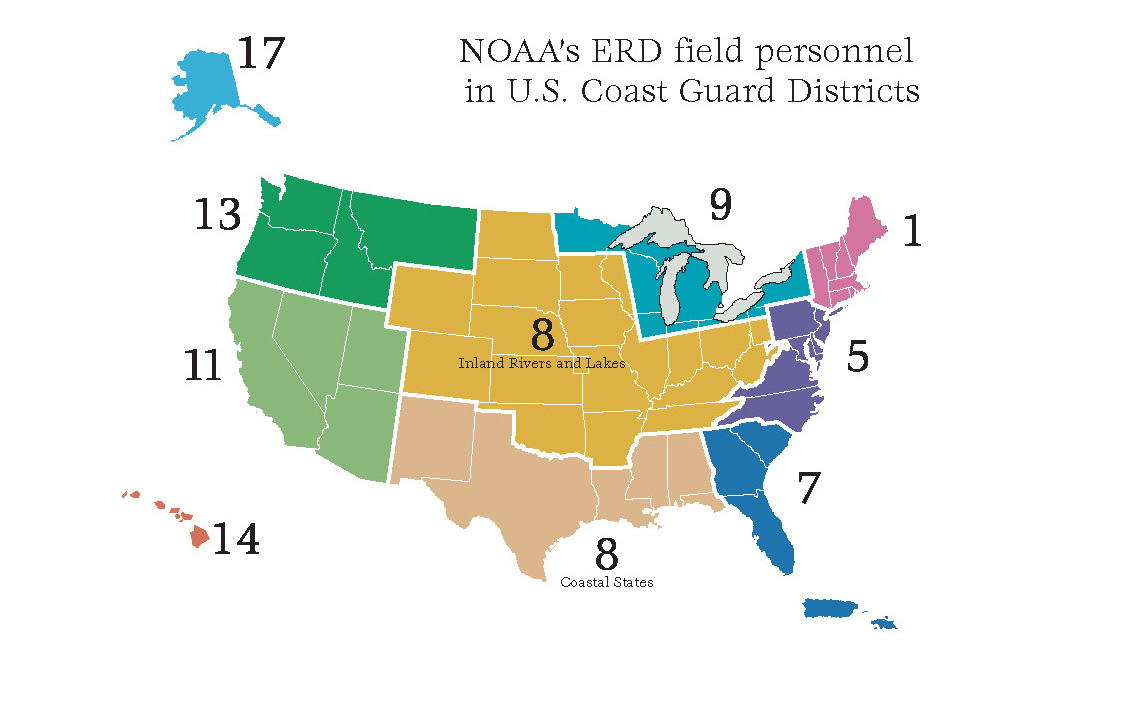 NOAA's ERD field personnel
in U.S. Coast Guard Districts
17
13
9
1
8
Inland Rivers and Lakes
11
5
7
14
8
Coastal States